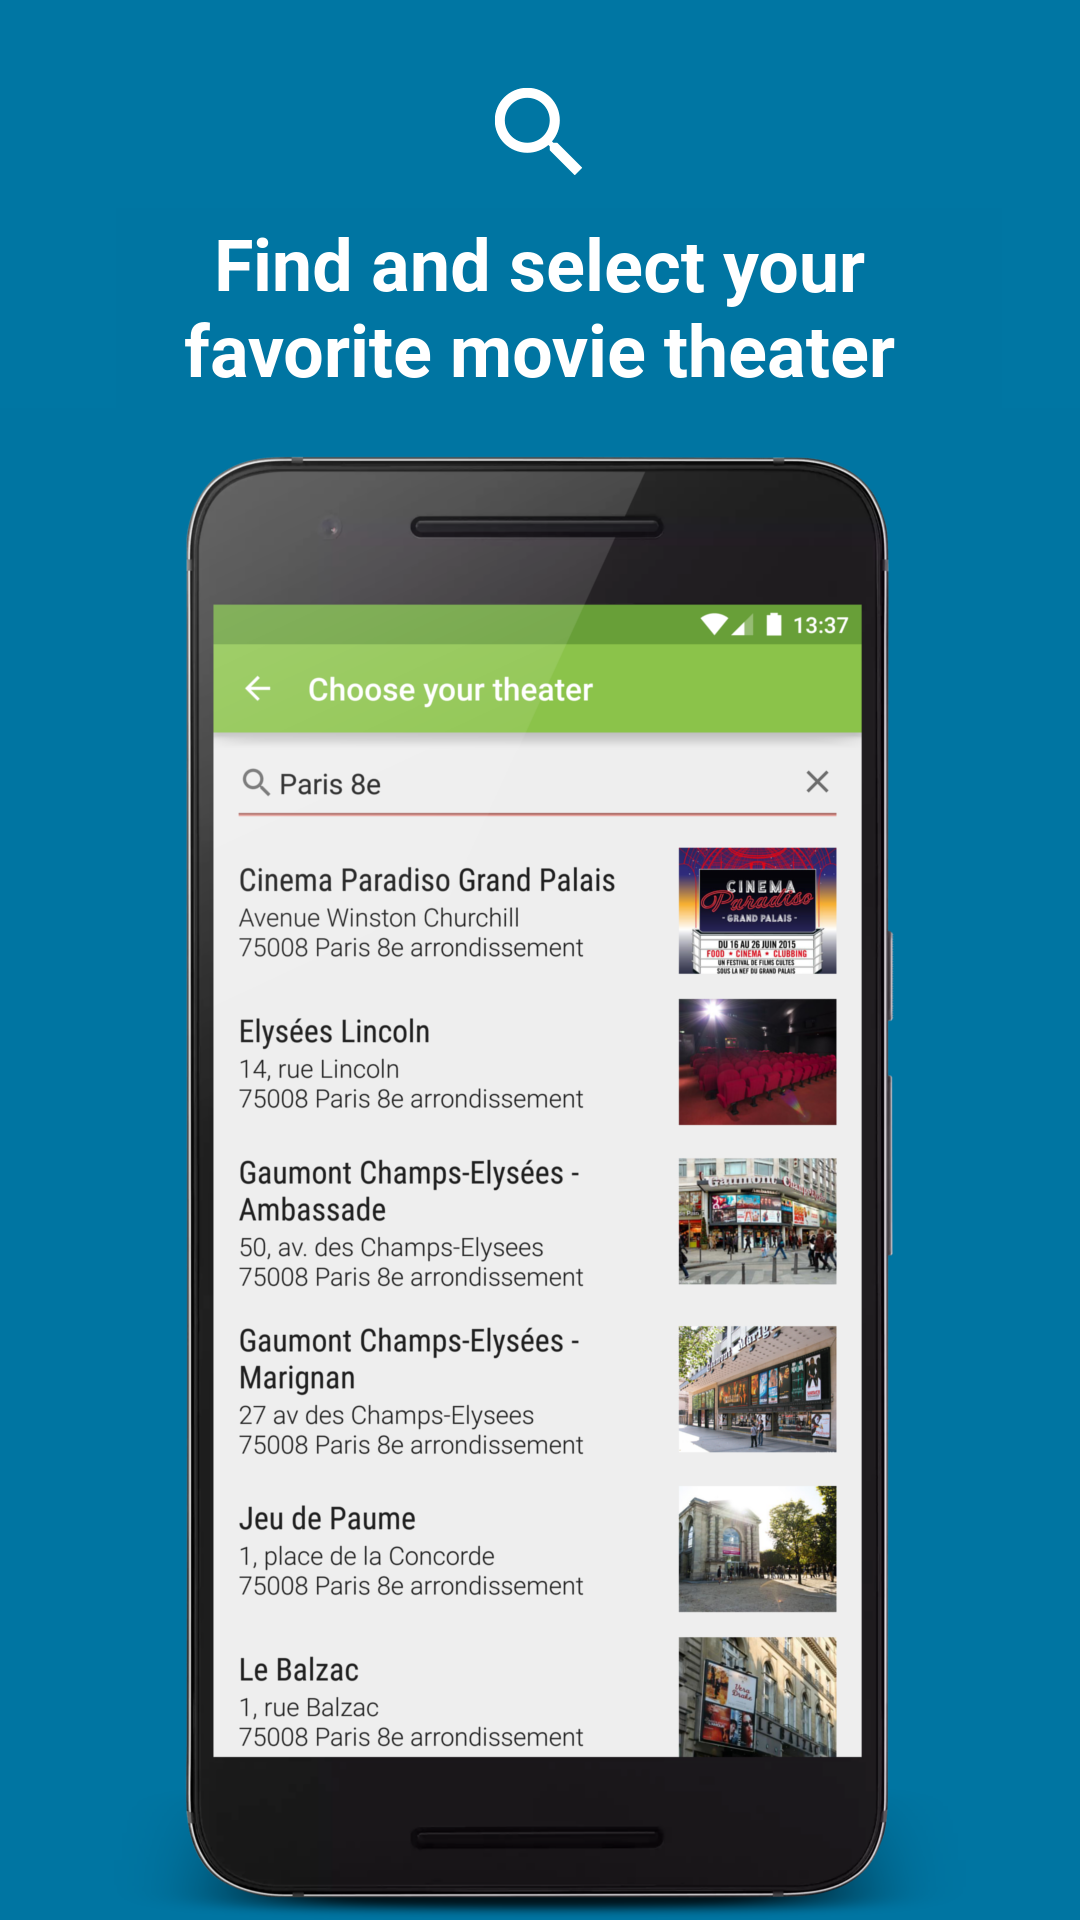 Find and select your
favorite movie theater
13:37
Choose your theater
Paris 8e
Cinema Paradiso Grand Palais
Avenue Winston Churchill
75008 Paris 8e arrondissement
CINEMA
Paradiso
- GRAND PALAIS -
DU 16 AU 26 JUIN 2015
FOOD • CINEMA • CLUBBING
UN FESTIVAL DE FILMS CULTES
SOUS LA NEF DU GRAND PALAIS
Elysées Lincoln
14, rue Lincoln
75008 Paris 8e arrondissement
Gaumont Champs-Elysées -
Ambassade
50, av. des Champs-Elysees
75008 Paris 8e arrondissement
Gaumont Champs-Elysées -
Marignan
27 av des Champs-Elysees
75008 Paris 8e arrondissement
Jeu de Paume
1, place de la Concorde
75008 Paris 8e arrondissement
Le Balzac
1, rue Balzac
75008 Paris 8e arrondissement
Vera
Drake
LE BALZAC